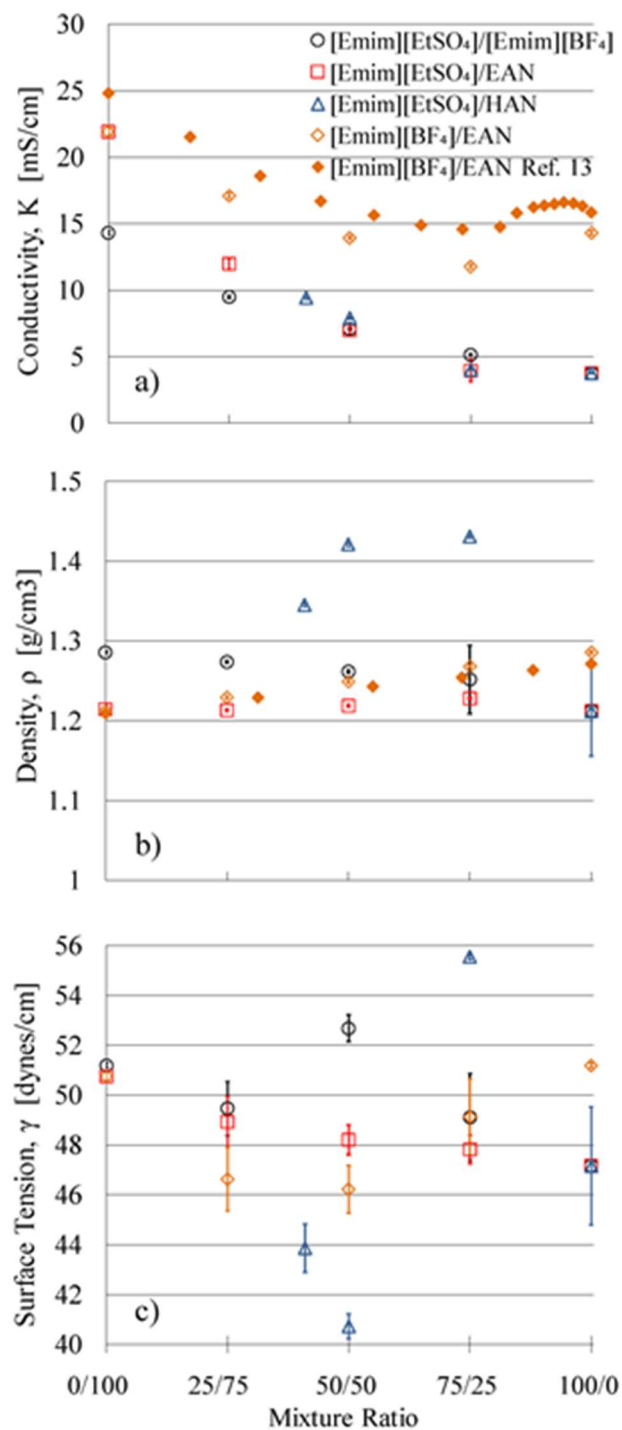 30
25
20
15
10
5
0
Conductivity, K [mS/cm]
[Emim][EtSO₄]/[Emim][BF₄]
[Emim][EtSO₄]/EAN
[Emim][EtSO₄]/HAN
[Emim][BF₄]/EAN
[Emim][BF₄]/EAN Ref. 13
a)
1.5
1.4
1.3
1.2
1.1
1
Density, ρ [g/cm3]
b)
56
54
52
50
48
46
44
42
40
Surface Tension, γ [dynes/cm]
c)
0/100 25/75 50/50 75/25 100/0
Mixture Ratio